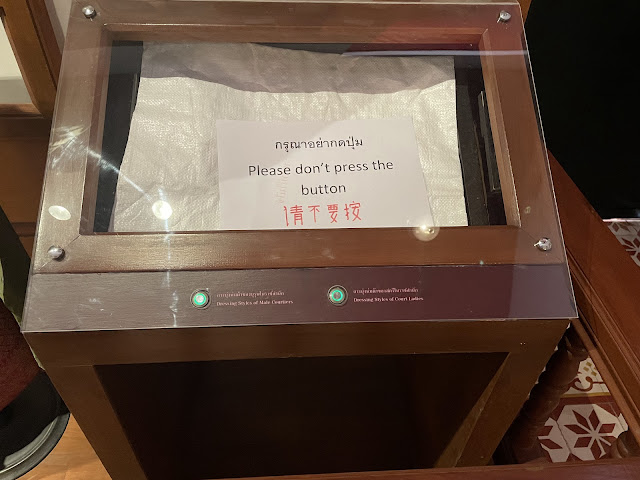 กรุณาอย่ากดปุ่ม
Please don't press the
button
请不要按
Dressing Styles of Male Courtiers
Dressing Styles of Court Ladies